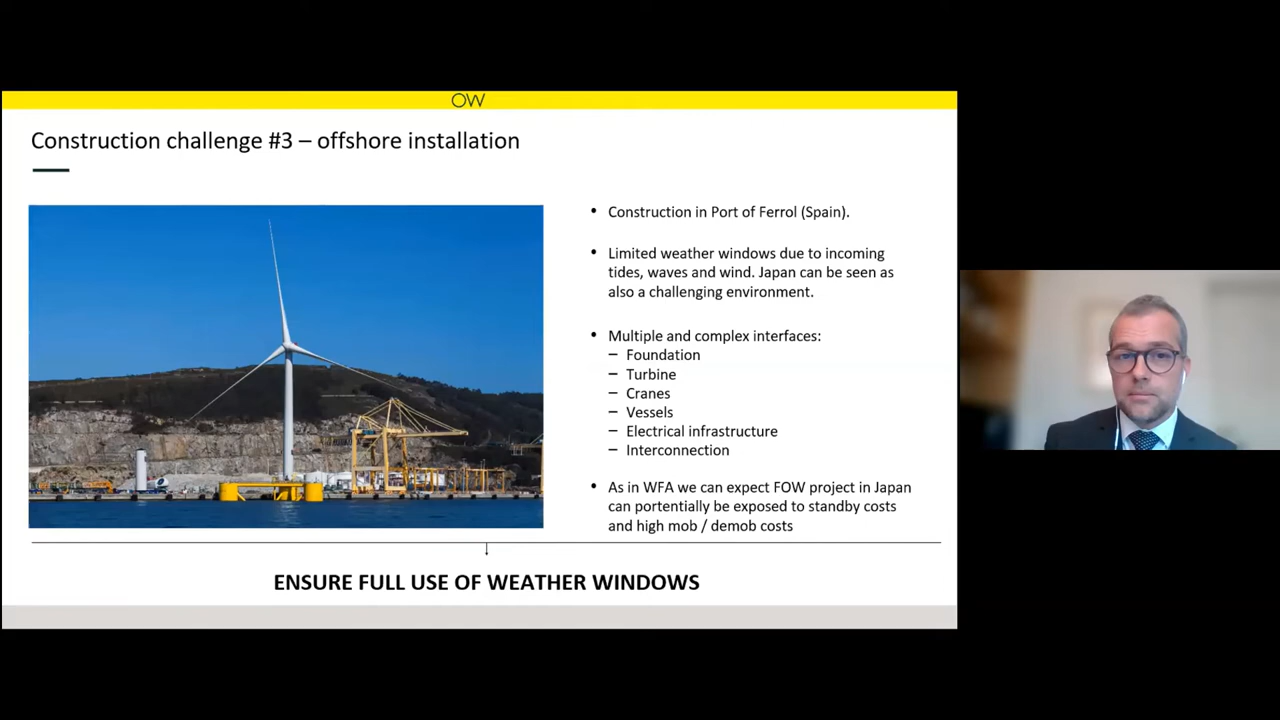 OW
Construction challenge #3 – offshore installation
• Construction in Port of Ferrol (Spain).
• Limited weather windows due to incoming
tides, waves and wind. Japan can be seen as
also a challenging environment.
• Multiple and complex interfaces:
– Foundation
– Turbine
– Cranes
– Vessels
– Electrical infrastructure
– Interconnection
• As in WFA we can expect FOW project in Japan
can portentially be exposed to standby costs
and high mob / demob costs
ENSURE FULL USE OF WEATHER WINDOWS